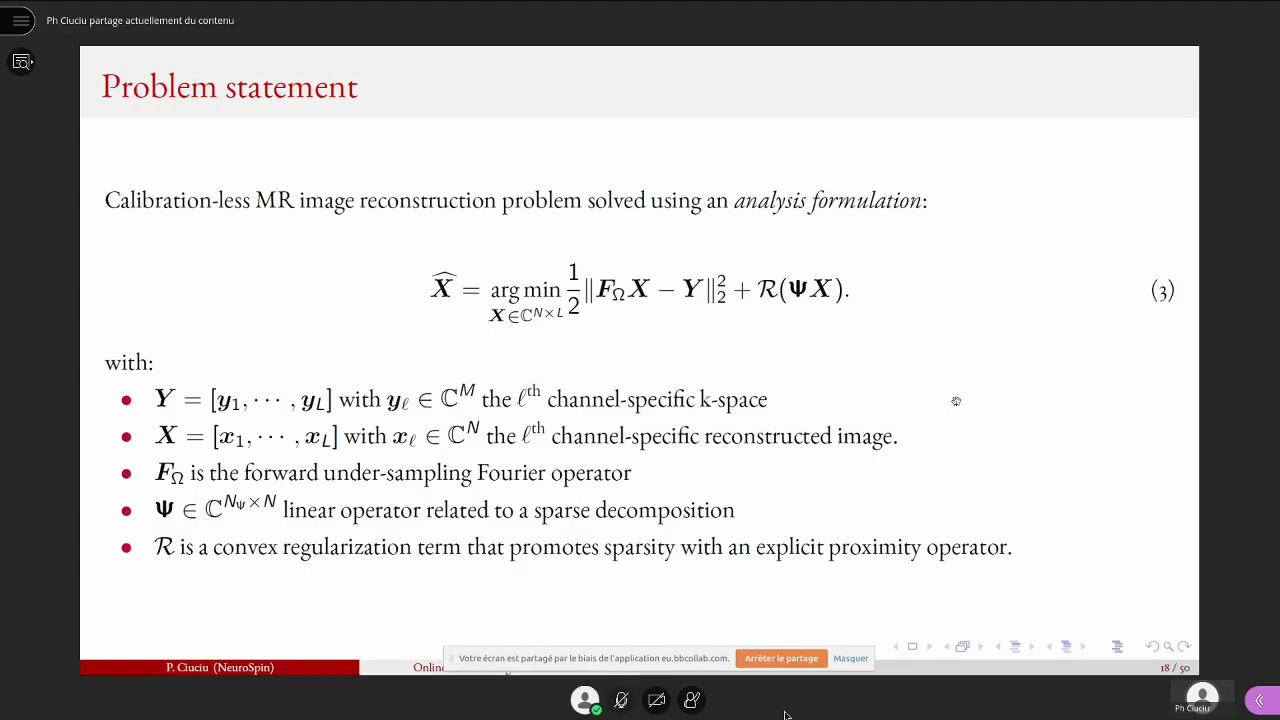 Ph Ciuciu partage actuellement du contenu
Problem statement
Calibration-less MR image reconstruction problem solved using an analysis formulation:
X̂ = arg min_{X∈ℂ^{N×L}} 1/2 ‖F_Ω X − Y‖₂² + ℛ(ΨX). (3)
with:
• Y = [y₁, ⋯ , y_L] with y_ℓ ∈ ℂ^M the ℓ^th channel-specific k-space
• X = [x₁, ⋯ , x_L] with x_ℓ ∈ ℂ^N the ℓ^th channel-specific reconstructed image.
• F_Ω is the forward under-sampling Fourier operator
• Ψ ∈ ℂ^{N_Ψ×N} linear operator related to a sparse decomposition
• ℛ is a convex regularization term that promotes sparsity with an explicit proximity operator.
Votre écran est partagé par le biais de l'application eu.bbcollab.com. Arrêter le partage Masquer
P. Ciuciu (NeuroSpin) 18 / 50
Ph Ciuciu